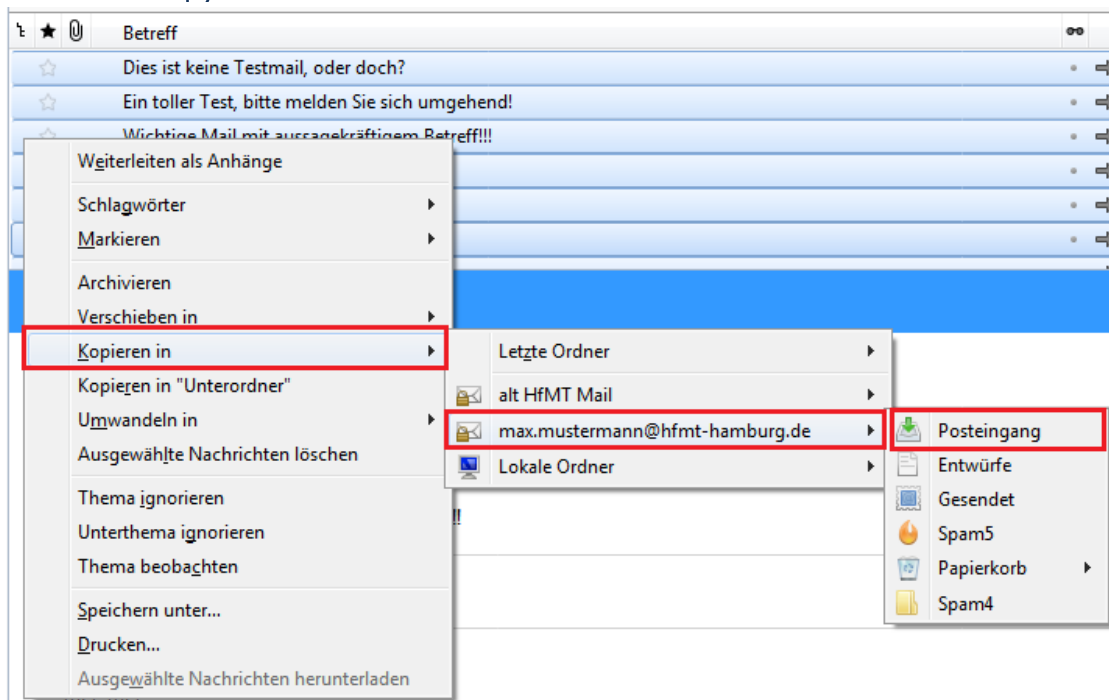 Betreff
Dies ist keine Testmail, oder doch?
Ein toller Test, bitte melden Sie sich umgehend!
Wichtige Mail mit aussagekräftigem Betreff!!!
Weiterleiten als Anhänge
Schlagwörter
Markieren
Archivieren
Verschieben in
Kopieren in
Kopieren in "Unterordner"
Umwandeln in
Ausgewählte Nachrichten löschen
Thema ignorieren
Unterthema ignorieren
Thema beobachten
Speichern unter...
Drucken...
Ausgewählte Nachrichten herunterladen
Letzte Ordner
alt HfMT Mail
max.mustermann@hfmt-hamburg.de
Lokale Ordner
Posteingang
Entwürfe
Gesendet
Spam5
Papierkorb
Spam4
!!